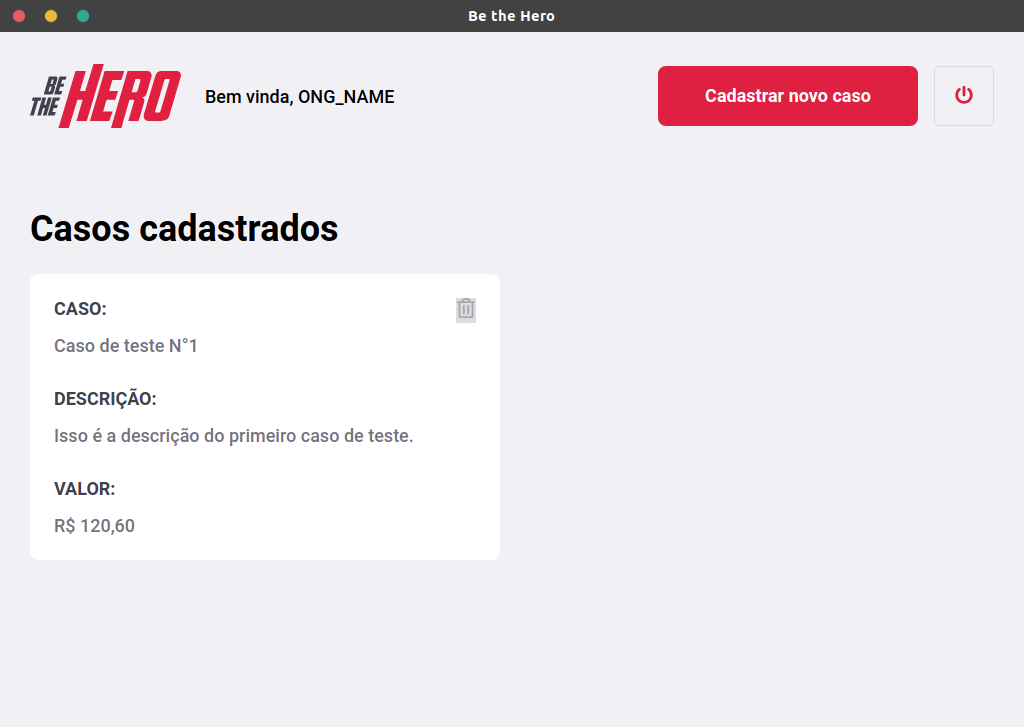 Be the Hero
BE
THE HERO
Bem vinda, ONG_NAME
Cadastrar novo caso
Casos cadastrados
CASO:
Caso de teste N°1
DESCRIÇÃO:
Isso é a descrição do primeiro caso de teste.
VALOR:
R$ 120,60